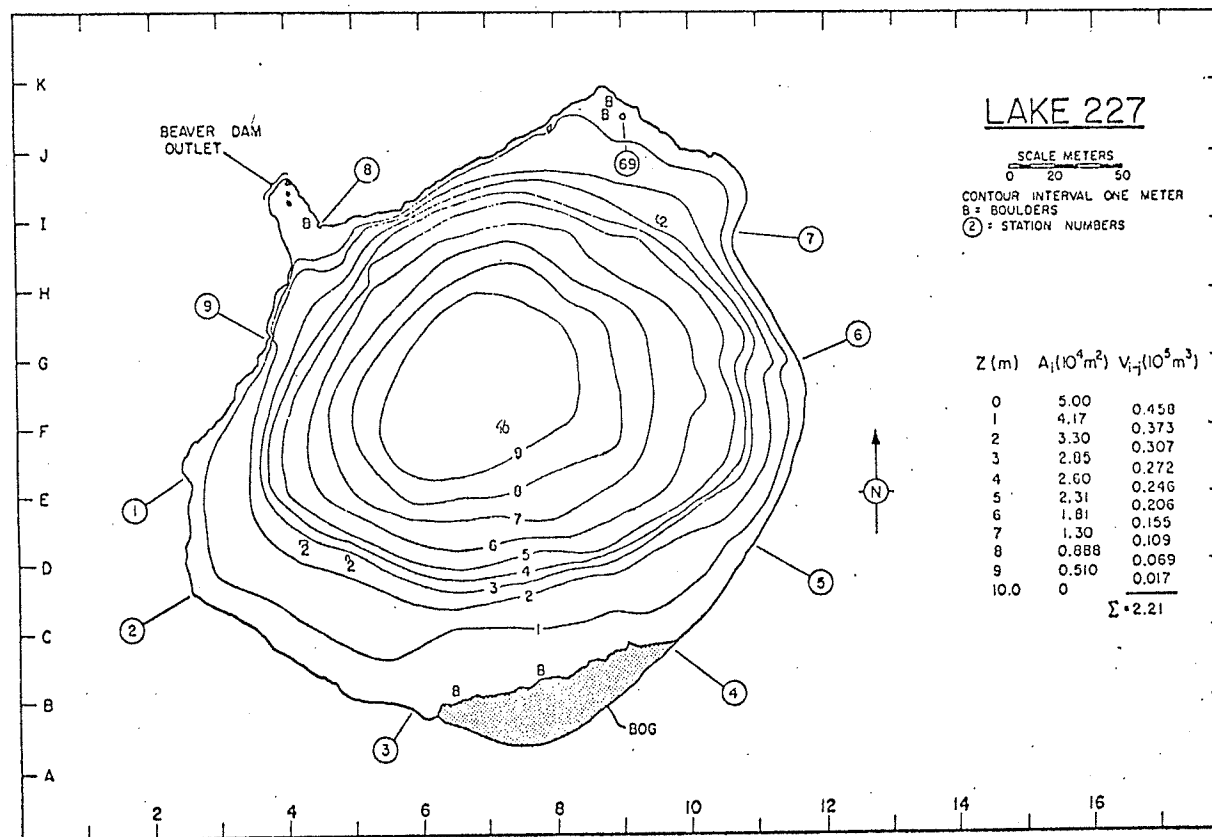 K
J
I
H
G
F
E
D
C
B
A
BEAVER DAM
OUTLET
8
B
9
B
B
69
LAKE 227
SCALE METERS
0 20 50
CONTOUR INTERVAL ONE METER
B = BOULDERS
2 = STATION NUMBERS
7
2
6
Z (m) Ai(10⁴m²) Vi-j(10⁵m³)
0 5.00
0.458
1 4.17
0.373
2 3.30
0.307
3 2.85
0.272
4 2.60
0.246
5 2.31
0.206
6 1.81
0.155
7 1.30
0.109
8 0.888
0.069
9 0.510
0.017
10.0 0
Σ = 2.21
N
9
8
7
6
5
4
3
2
1
2
2
1
5
2
B
B
4
BOG
3
2 4 6 8 10 12 14 16